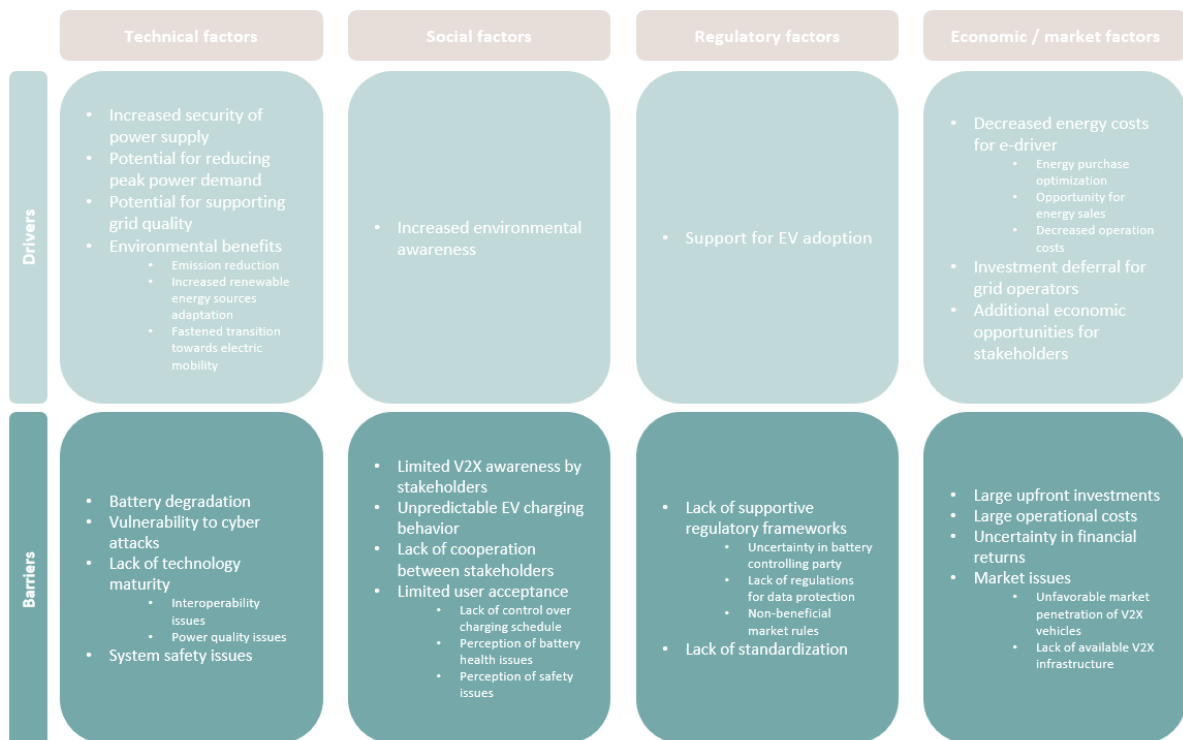 Technical factors
Social factors
Regulatory factors
Economic / market factors
Drivers
• Increased security of
power supply
• Potential for reducing
peak power demand
• Potential for supporting
grid quality
• Environmental benefits
• Emission reduction
• Increased renewable
energy sources
adaptation
• Fastened transition
towards electric
mobility
• Increased environmental
awareness
• Support for EV adoption
• Decreased energy costs
for e-driver
• Energy purchase
optimization
• Opportunity for
energy sales
• Decreased operation
costs
• Investment deferral for
grid operators
• Additional economic
opportunities for
stakeholders
Barriers
• Battery degradation
• Vulnerability to cyber
attacks
• Lack of technology
maturity
• Interoperability
issues
• Power quality issues
• System safety issues
• Limited V2X awareness by
stakeholders
• Unpredictable EV charging
behavior
• Lack of cooperation
between stakeholders
• Limited user acceptance
• Lack of control over
charging schedule
• Perception of battery
health issues
• Perception of safety
issues
• Lack of supportive
regulatory frameworks
• Uncertainty in battery
controlling party
• Lack of regulations
for data protection
• Non-beneficial
market rules
• Lack of standardization
• Large upfront investments
• Large operational costs
• Uncertainty in financial
returns
• Market issues
• Unfavorable market
penetration of V2X
vehicles
• Lack of available V2X
infrastructure